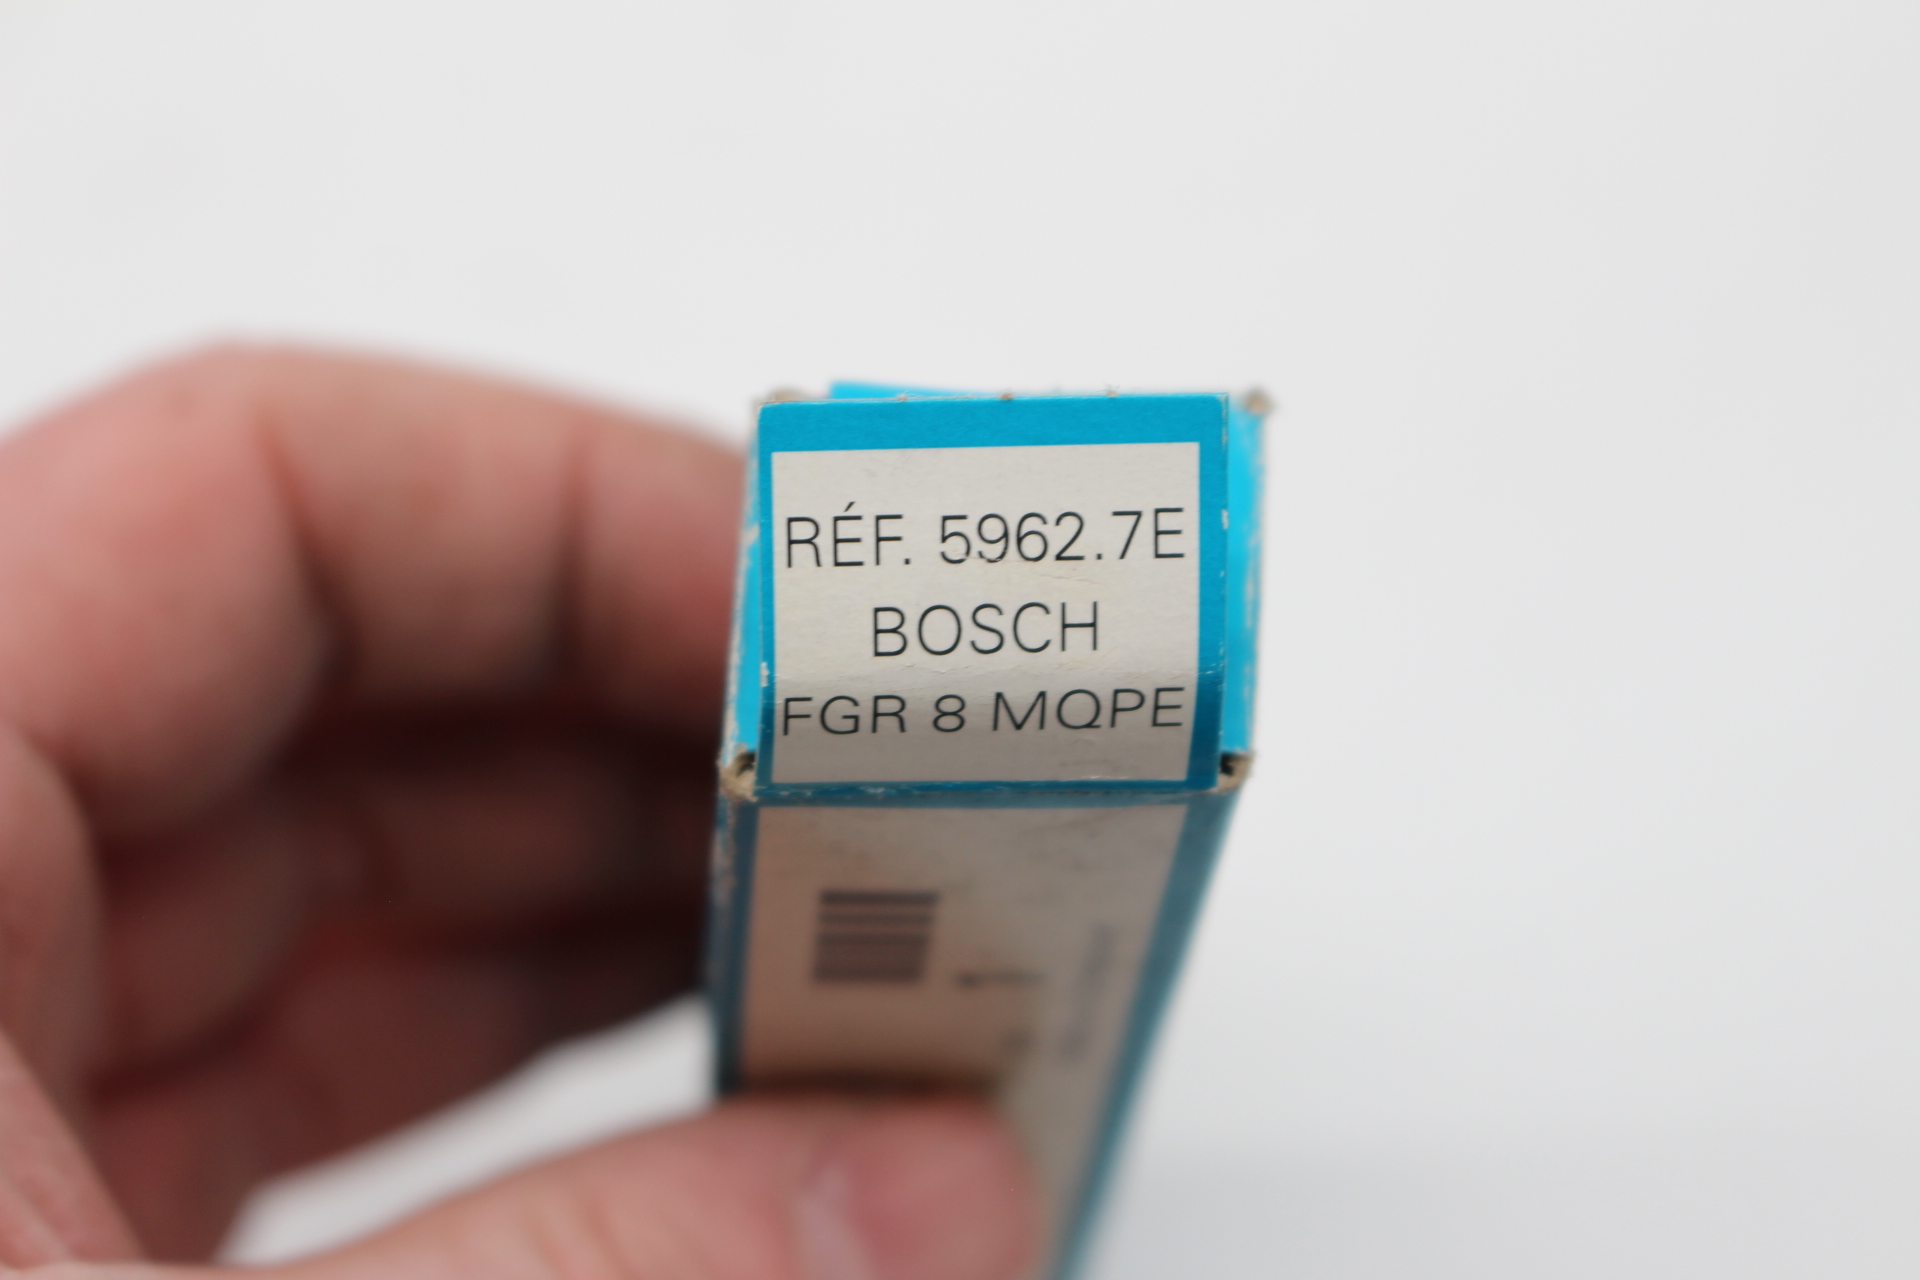 RÉF. 5962.7E
BOSCH
FGR 8 MQPE